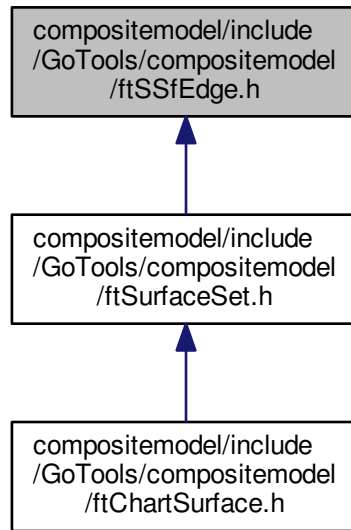 compositemodel/include
/GoTools/compositemodel
/ftSSfEdge.h
compositemodel/include
/GoTools/compositemodel
/ftSurfaceSet.h
compositemodel/include
/GoTools/compositemodel
/ftChartSurface.h